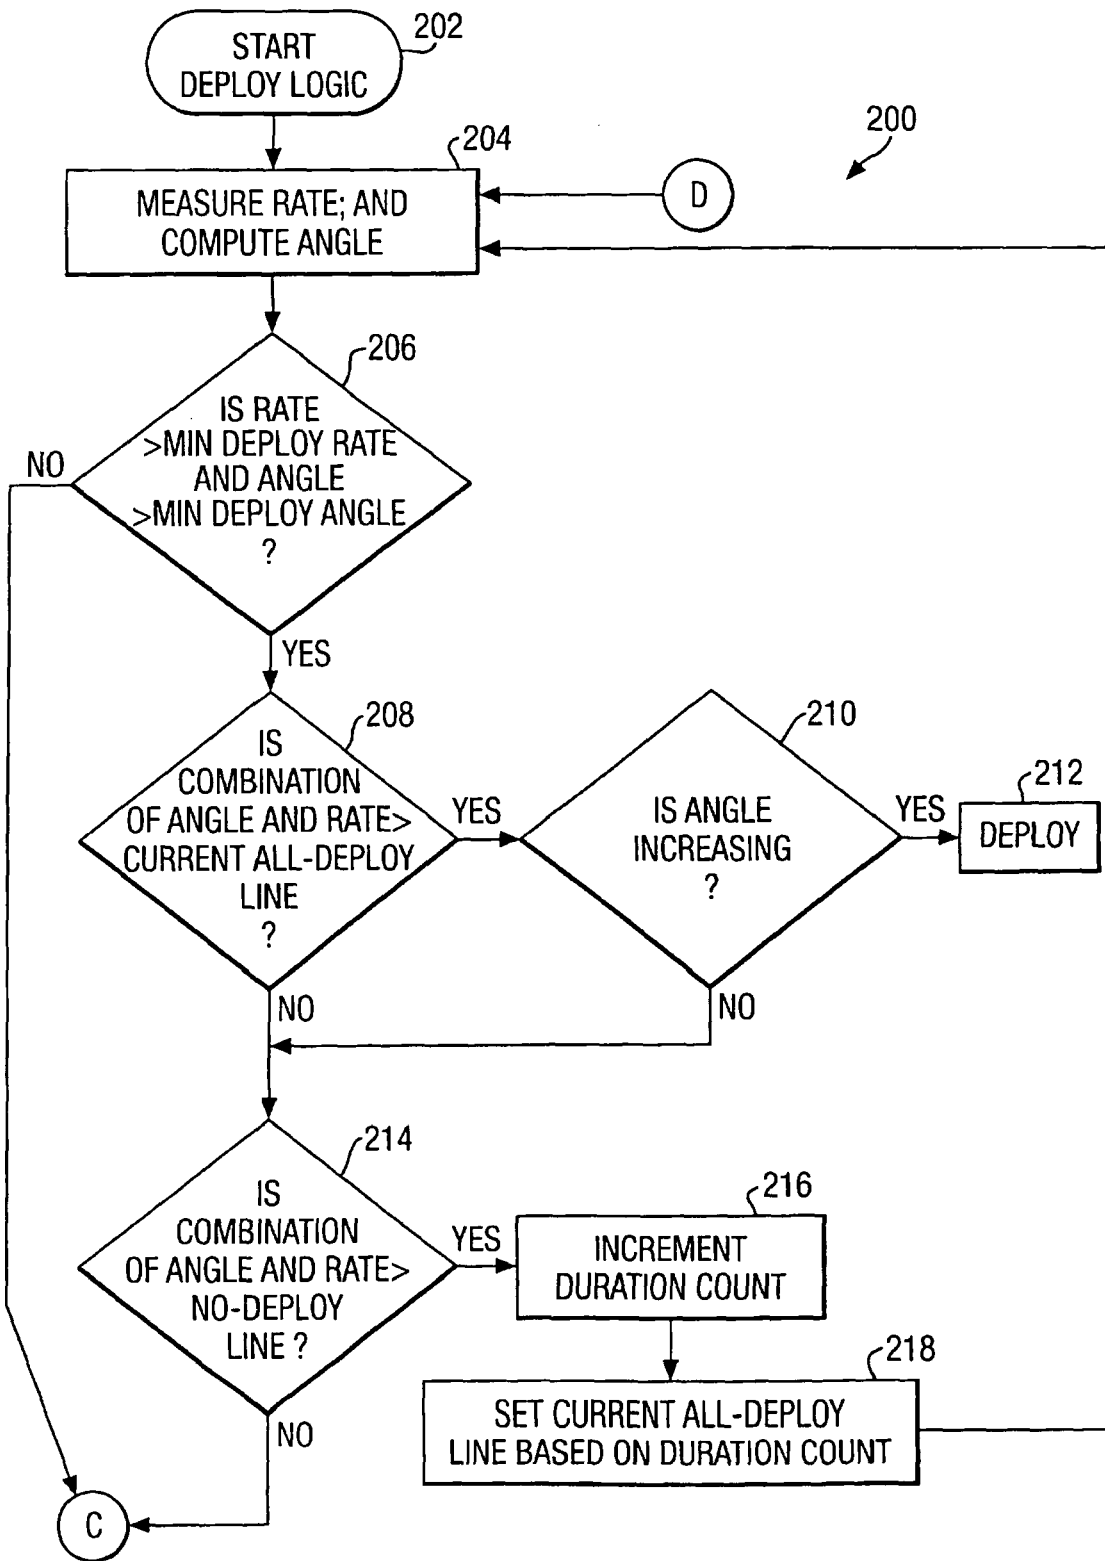 START
DEPLOY LOGIC
202
200
204
MEASURE RATE; AND
COMPUTE ANGLE
D
206
IS RATE
>MIN DEPLOY RATE
AND ANGLE
>MIN DEPLOY ANGLE
?
NO
YES
208
IS
COMBINATION
OF ANGLE AND RATE>
CURRENT ALL-DEPLOY
LINE
?
YES
NO
210
IS ANGLE
INCREASING
?
YES
NO
212
DEPLOY
214
IS
COMBINATION
OF ANGLE AND RATE>
NO-DEPLOY
LINE ?
YES
NO
216
INCREMENT
DURATION COUNT
218
SET CURRENT ALL-DEPLOY
LINE BASED ON DURATION COUNT
C